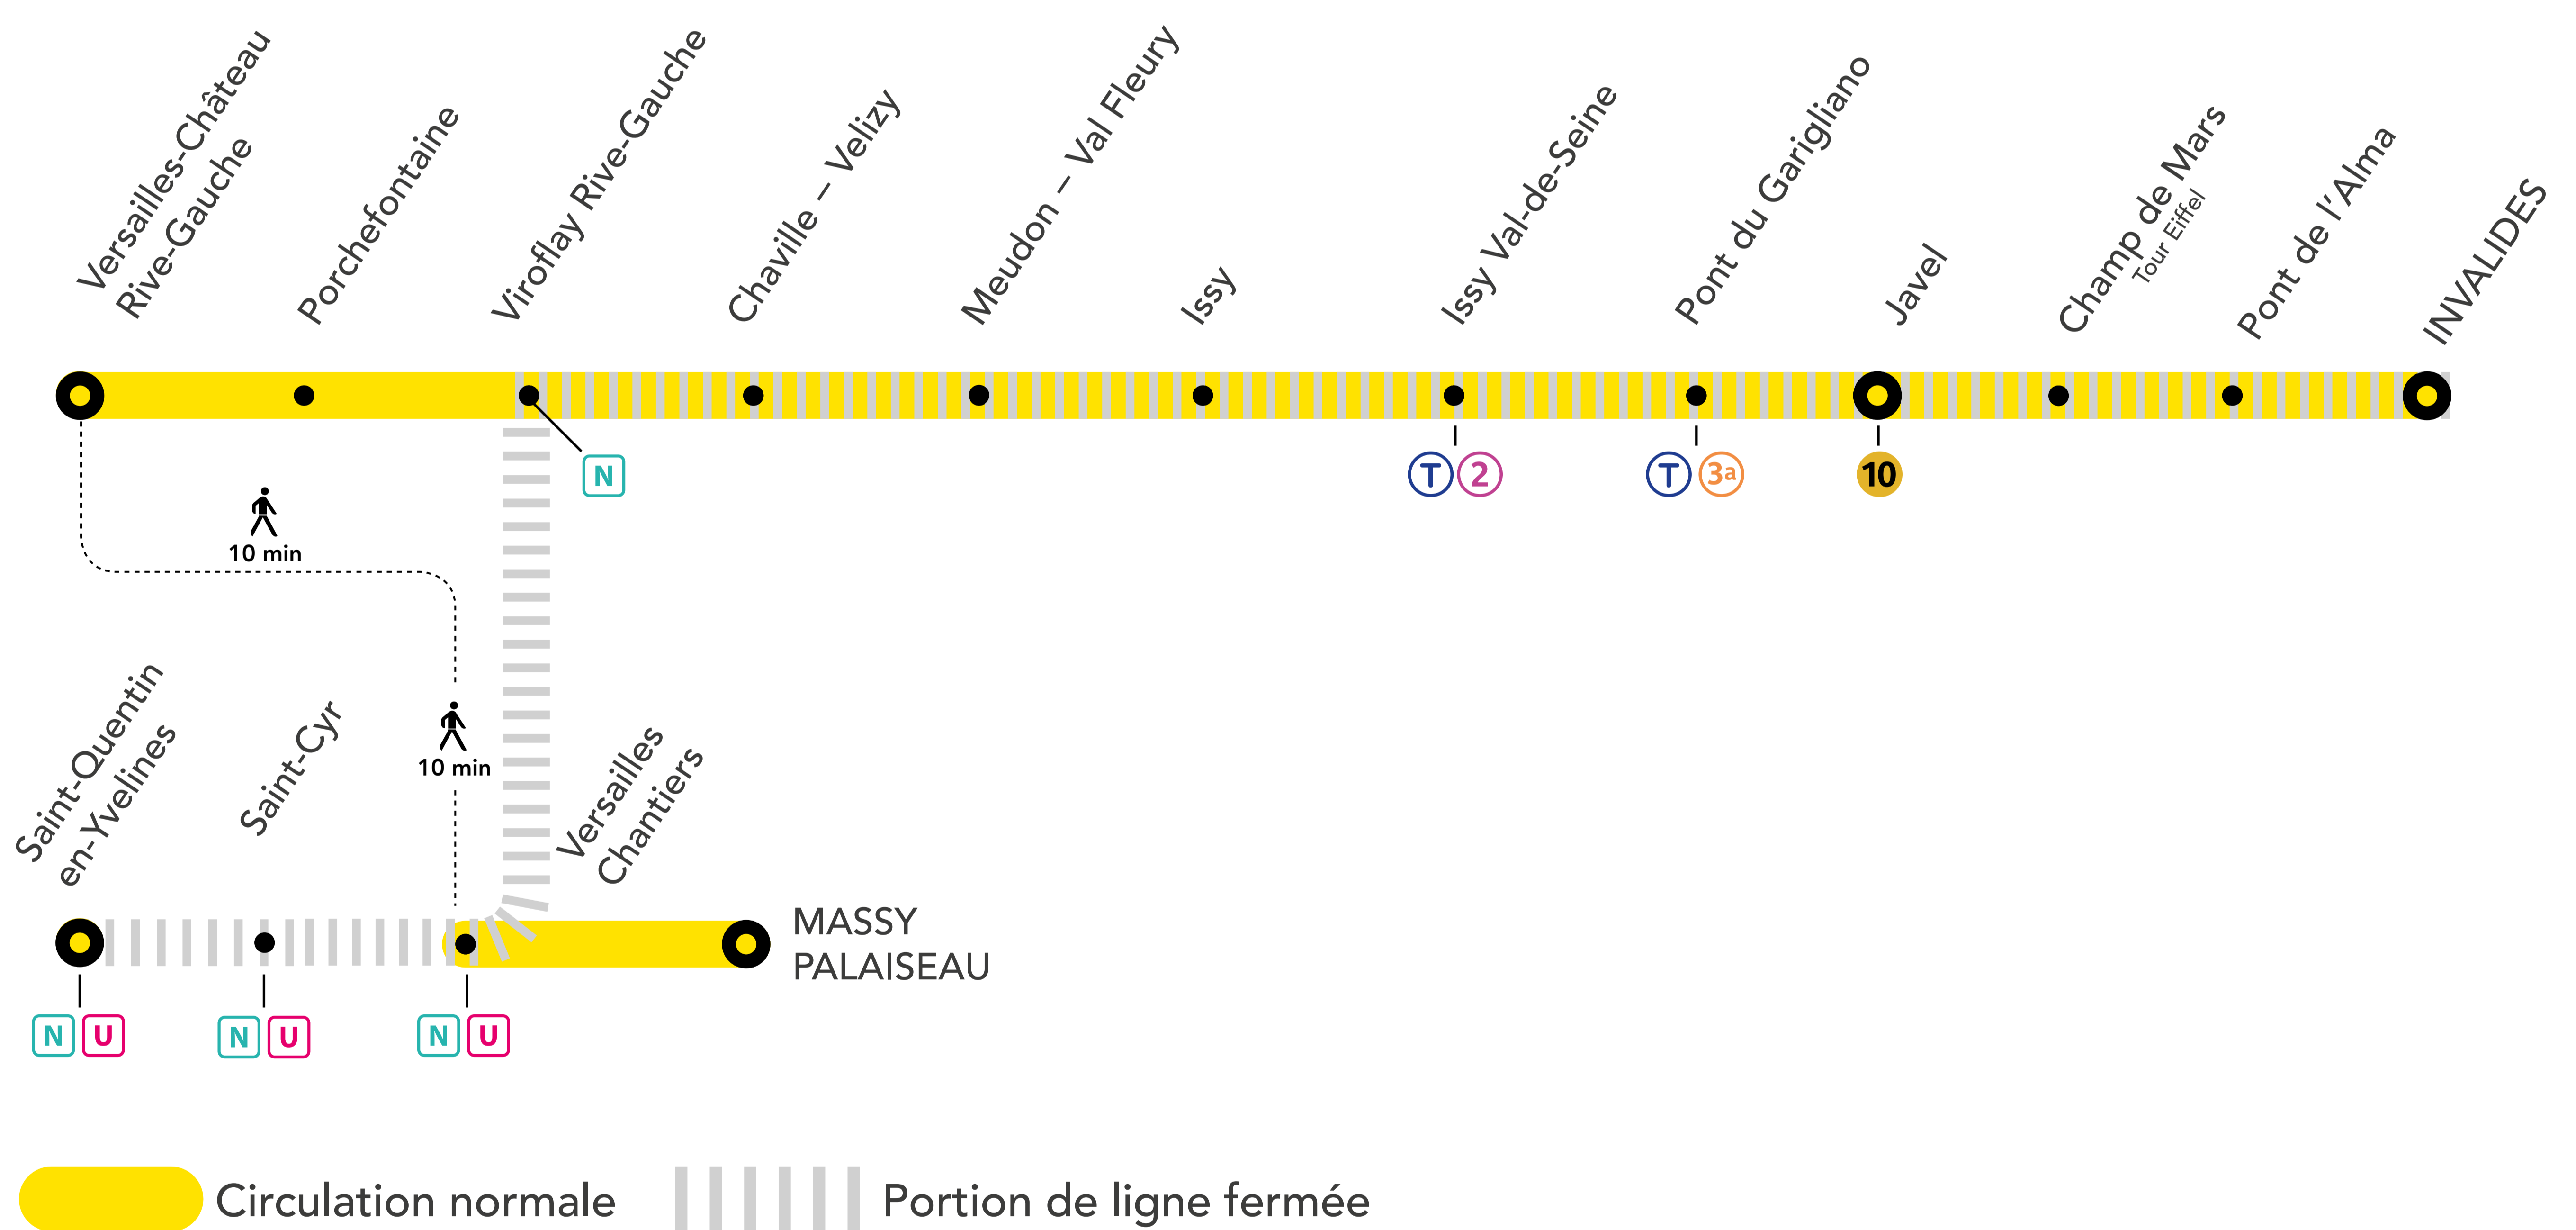 Versailles-Château
Rive-Gauche
Porchefontaine
Viroflay Rive-Gauche
Chaville – Velizy
Meudon – Val Fleury
Issy
Issy Val-de-Seine
Pont du Garigliano
Javel
Champ de Mars
Tour Eiffel
Pont de l'Alma
INVALIDES
N
T 2
T 3a
10
10 min
10 min
Saint-Quentin
en-Yvelines
Saint-Cyr
Versailles
Chantiers
MASSY
PALAISEAU
N U
N U
N U
Circulation normale
Portion de ligne fermée